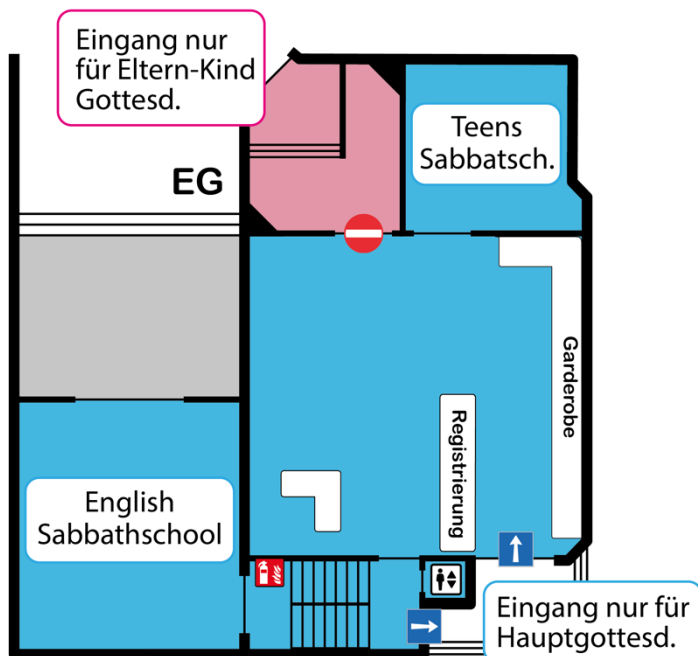 Eingang nur
für Eltern-Kind
Gottesd.
Teens
Sabbatsch.
EG
Garderobe
Registrierung
English
Sabbathschool
Eingang nur für
Hauptgottesd.